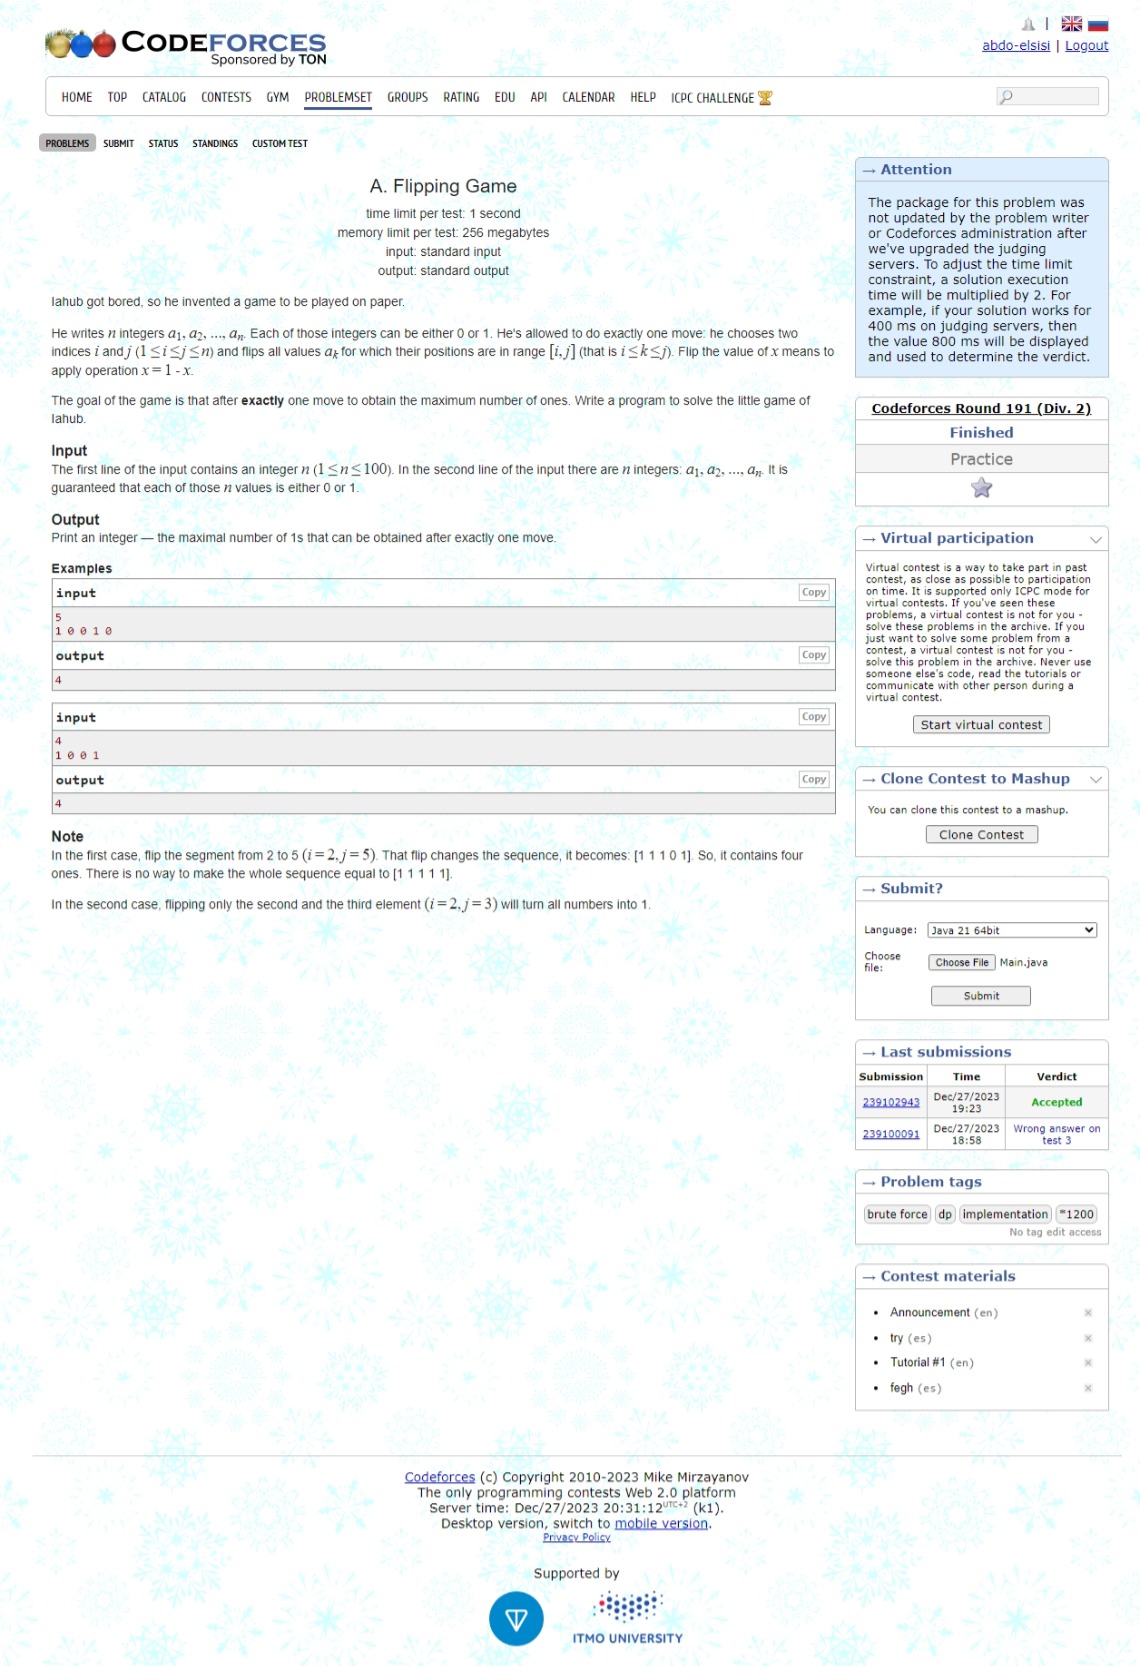 CODEFORCES
Sponsored by TON
|
abdo-elsisi | Logout
HOME TOP CATALOG CONTESTS GYM PROBLEMSET GROUPS RATING EDU API CALENDAR HELP ICPC CHALLENGE
PROBLEMS SUBMIT STATUS STANDINGS CUSTOM TEST
A. Flipping Game
time limit per test: 1 second
memory limit per test: 256 megabytes
input: standard input
output: standard output
Iahub got bored, so he invented a game to be played on paper.
He writes n integers a1, a2, ..., an. Each of those integers can be either 0 or 1. He's allowed to do exactly one move: he chooses two
indices i and j (1 ≤ i ≤ j ≤ n) and flips all values ak for which their positions are in range [i, j] (that is i ≤ k ≤ j). Flip the value of x means to
apply operation x = 1 - x.
The goal of the game is that after exactly one move to obtain the maximum number of ones. Write a program to solve the little game of
Iahub.
Input
The first line of the input contains an integer n (1 ≤ n ≤ 100). In the second line of the input there are n integers: a1, a2, ..., an. It is
guaranteed that each of those n values is either 0 or 1.
Output
Print an integer — the maximal number of 1s that can be obtained after exactly one move.
Examples
input Copy
5
1 0 0 1 0
output Copy
4
input Copy
4
1 0 0 1
output Copy
4
Note
In the first case, flip the segment from 2 to 5 (i = 2, j = 5). That flip changes the sequence, it becomes: [1 1 1 0 1]. So, it contains four
ones. There is no way to make the whole sequence equal to [1 1 1 1 1].
In the second case, flipping only the second and the third element (i = 2, j = 3) will turn all numbers into 1.
→ Attention
The package for this problem was
not updated by the problem writer
or Codeforces administration after
we've upgraded the judging
servers. To adjust the time limit
constraint, a solution execution
time will be multiplied by 2. For
example, if your solution works for
400 ms on judging servers, then
the value 800 ms will be displayed
and used to determine the verdict.
Codeforces Round 191 (Div. 2)
Finished
Practice
→ Virtual participation
Virtual contest is a way to take part in past
contest, as close as possible to participation
on time. It is supported only ICPC mode for
virtual contests. If you've seen these
problems, a virtual contest is not for you -
solve these problems in the archive. If you
just want to solve some problem from a
contest, a virtual contest is not for you -
solve this problem in the archive. Never use
someone else's code, read the tutorials or
communicate with other person during a
virtual contest.
Start virtual contest
→ Clone Contest to Mashup
You can clone this contest to a mashup.
Clone Contest
→ Submit?
Language: Java 21 64bit
Choose
file: Choose File Main.java
Submit
→ Last submissions
Submission Time Verdict
239102943 Dec/27/2023 19:23 Accepted
239100091 Dec/27/2023 18:58 Wrong answer on test 3
→ Problem tags
brute force dp implementation *1200
No tag edit access
→ Contest materials
• Announcement (en) ×
• try (es) ×
• Tutorial #1 (en) ×
• fegh (es) ×
Codeforces (c) Copyright 2010-2023 Mike Mirzayanov
The only programming contests Web 2.0 platform
Server time: Dec/27/2023 20:31:12UTC+2 (k1).
Desktop version, switch to mobile version.
Privacy Policy
Supported by
ITMO UNIVERSITY